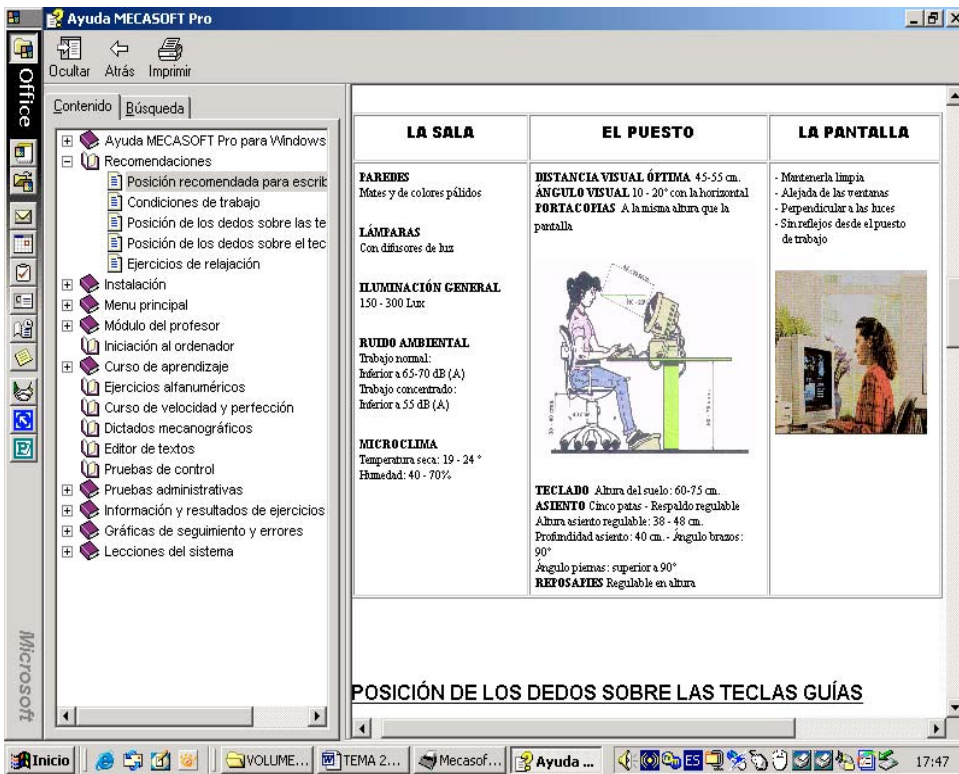 Ayuda MECASOFT Pro
Ocultar Atrás Imprimir
Office
Contenido Búsqueda
Ayuda MECASOFT Pro para Windows
Recomendaciones
Posición recomendada para escrib
Condiciones de trabajo
Posición de los dedos sobre las te
Posición de los dedos sobre el tec
Ejercicios de relajación
Instalación
Menu principal
Módulo del profesor
Iniciación al ordenador
Curso de aprendizaje
Ejercicios alfanuméricos
Curso de velocidad y perfección
Dictados mecanográficos
Editor de textos
Pruebas de control
Pruebas administrativas
Información y resultados de ejercicios
Gráficas de seguimiento y errores
Lecciones del sistema
Microsoft
LA SALA
PAREDES
Mates y de colores pálidos
LÁMPARAS
Con difusores de luz
ILUMINACIÓN GENERAL
150 - 300 Lux
RUIDO AMBIENTAL
Trabajo normal:
Inferior a 65-70 dB (A)
Trabajo concentrado:
Inferior a 55 dB (A)
MICROCLIMA
Temperatura seca: 19 - 24 °
Humedad: 40 - 70%
EL PUESTO
DISTANCIA VISUAL ÓPTIMA 45-55 cm.
ÁNGULO VISUAL 10 - 20° con la horizontal
PORTACOPIAS A la misma altura que la
pantalla
TECLADO Altura del suelo: 60-75 cm.
ASIENTO Cinco patas - Respaldo regulable
Altura asiento regulable: 38 - 48 cm.
Profundidad asiento: 40 cm. - Ángulo brazos:
90°
Ángulo piernas: superior a 90°
REPOSAPIES Regulable en altura
LA PANTALLA
- Mantenerla limpia
- Alejada de las ventanas
- Perpendicular a las luces
- Sin reflejos desde el puesto
de trabajo
POSICIÓN DE LOS DEDOS SOBRE LAS TECLAS GUÍAS
Inicio VOLUME... TEMA 2... Mecasof... Ayuda ... ES 17:47